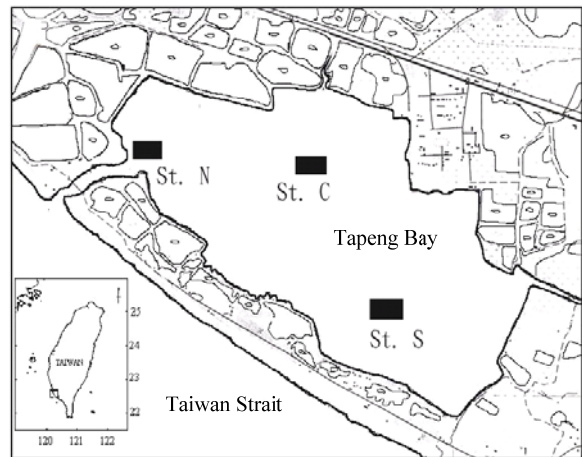 St. N
St. C
Tapeng Bay
St. S
Taiwan Strait
TAIWAN
25
24
23
22
120 121 122